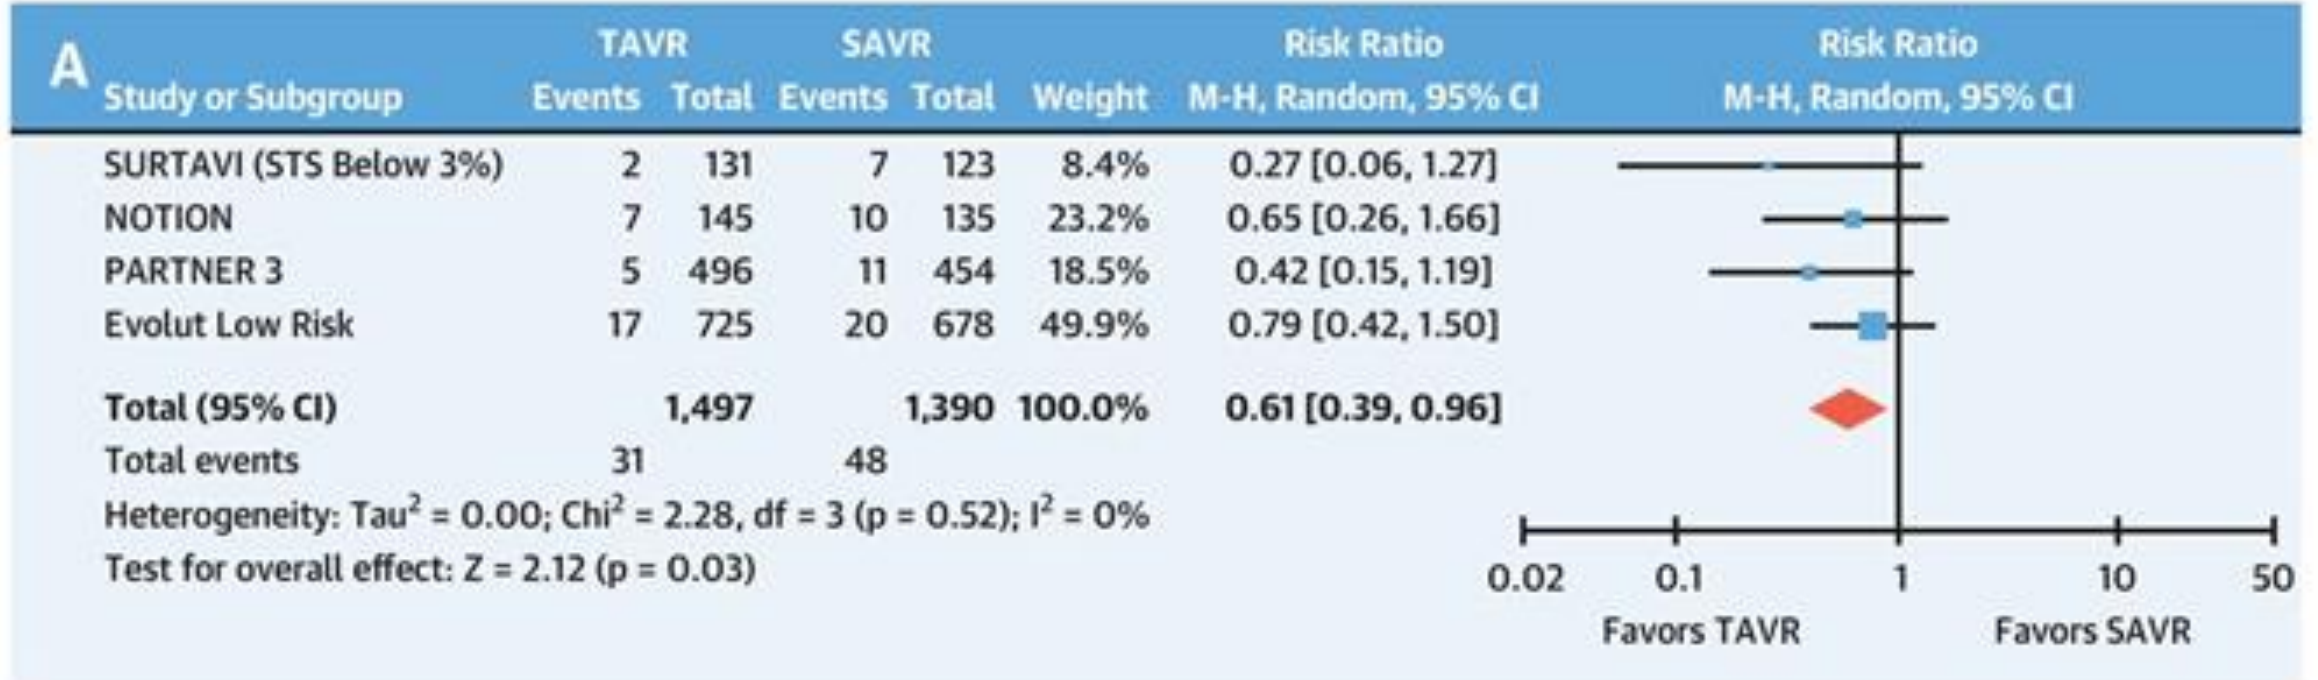 A
TAVR SAVR Risk Ratio Risk Ratio
Study or Subgroup Events Total Events Total Weight M-H, Random, 95% CI M-H, Random, 95% CI
SURTAVI (STS Below 3%) 2 131 7 123 8.4% 0.27 [0.06, 1.27]
NOTION 7 145 10 135 23.2% 0.65 [0.26, 1.66]
PARTNER 3 5 496 11 454 18.5% 0.42 [0.15, 1.19]
Evolut Low Risk 17 725 20 678 49.9% 0.79 [0.42, 1.50]
Total (95% CI) 1,497 1,390 100.0% 0.61 [0.39, 0.96]
Total events 31 48
Heterogeneity: Tau² = 0.00; Chi² = 2.28, df = 3 (p = 0.52); I² = 0%
Test for overall effect: Z = 2.12 (p = 0.03)
0.02 0.1 1 10 50
Favors TAVR Favors SAVR